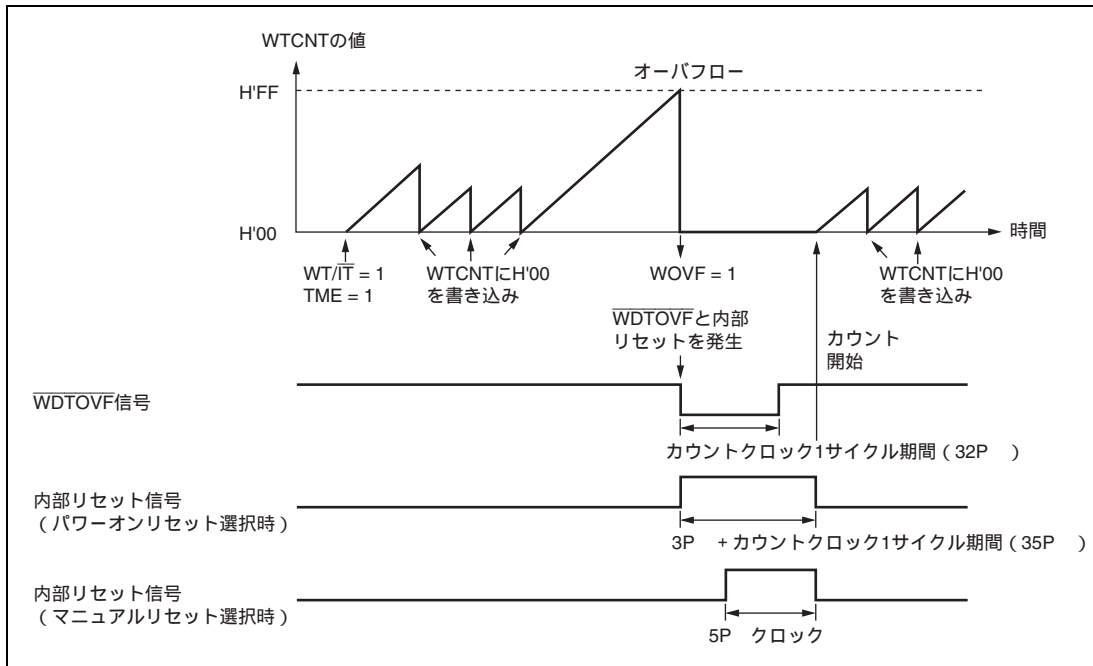 WTCNTの値
オーバフロー
H'FF
H'00
時間
WT/IT = 1
TME = 1
WTCNTにH'00
を書き込み
WOVF = 1
WTCNTにH'00
を書き込み
WDTOVFと内部
リセットを発生
カウント
開始
WDTOVF信号
カウントクロック1サイクル期間（32P　）
内部リセット信号
（パワーオンリセット選択時）
3P　+カウントクロック1サイクル期間（35P　）
内部リセット信号
（マニュアルリセット選択時）
5P　クロック